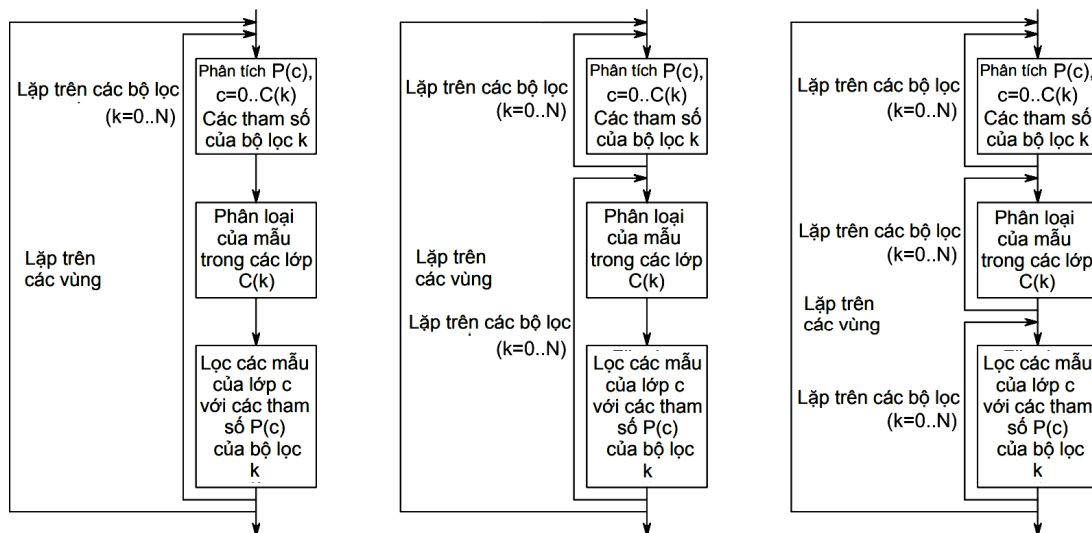 Lặp trên các bộ lọc
(k=0..N)
Phân tích P(c),
c=0..C(k)
Các tham số
của bộ lọc k
Phân loại
của mẫu
trong các lớp
C(k)
Lặp trên
các vùng
Lọc các mẫu
của lớp c
với các tham
số P(c)
của bộ lọc
k
Lặp trên các bộ lọc
(k=0..N)
Phân tích P(c),
c=0..C(k)
Các tham số
của bộ lọc k
Phân loại
của mẫu
trong các lớp
C(k)
Lặp trên
các vùng
Lặp trên các bộ lọc
(k=0..N)
Lọc các mẫu
của lớp c
với các tham
số P(c)
của bộ lọc
k
Lặp trên các bộ lọc
(k=0..N)
Phân tích P(c),
c=0..C(k)
Các tham số
của bộ lọc k
Lặp trên các bộ lọc
(k=0..N)
Phân loại
của mẫu
trong các lớp
C(k)
Lặp trên
các vùng
Lặp trên các bộ lọc
(k=0..N)
Lọc các mẫu
của lớp c
với các tham
số P(c)
của bộ lọc
k